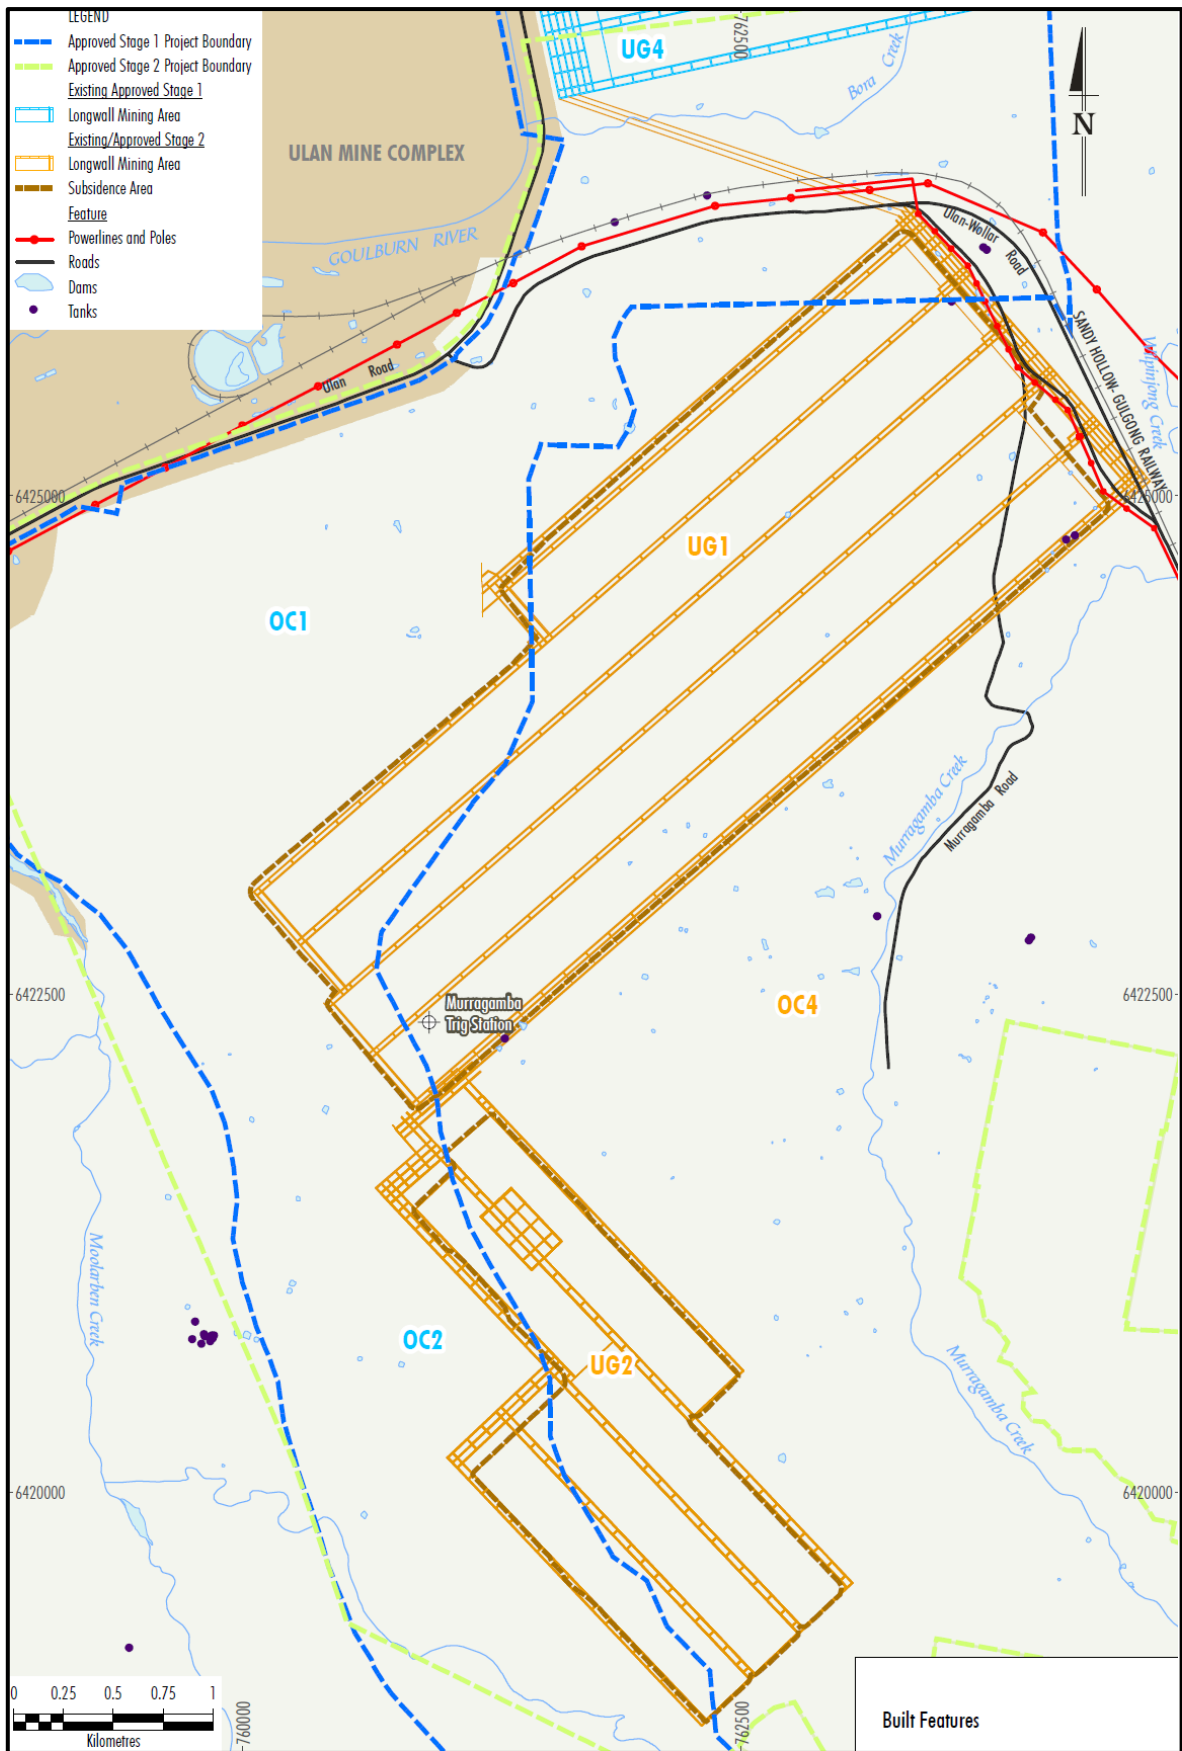 LEGEND
Approved Stage 1 Project Boundary
Approved Stage 2 Project Boundary
Existing Approved Stage 1
Longwall Mining Area
Existing/Approved Stage 2
Longwall Mining Area
Subsidence Area
Feature
Powerlines and Poles
Roads
Dams
Tanks
762500
UG4
Bora Creek
N
ULAN MINE COMPLEX
GOULBURN RIVER
Ulan-Wollar Road
SANDY HOLLOW- GULGONG RAILWAY
Wilpinjong Creek
Ulan Road
6425000
6425000
UG1
OC1
Murragamba Creek
Murragamba Road
6422500
Murragamba
Trig Station
OC4
6422500
Moolarben Creek
OC2
UG2
Murragamba Creek
6420000
6420000
0 0.25 0.5 0.75 1
Kilometres
760000
762500
Built Features